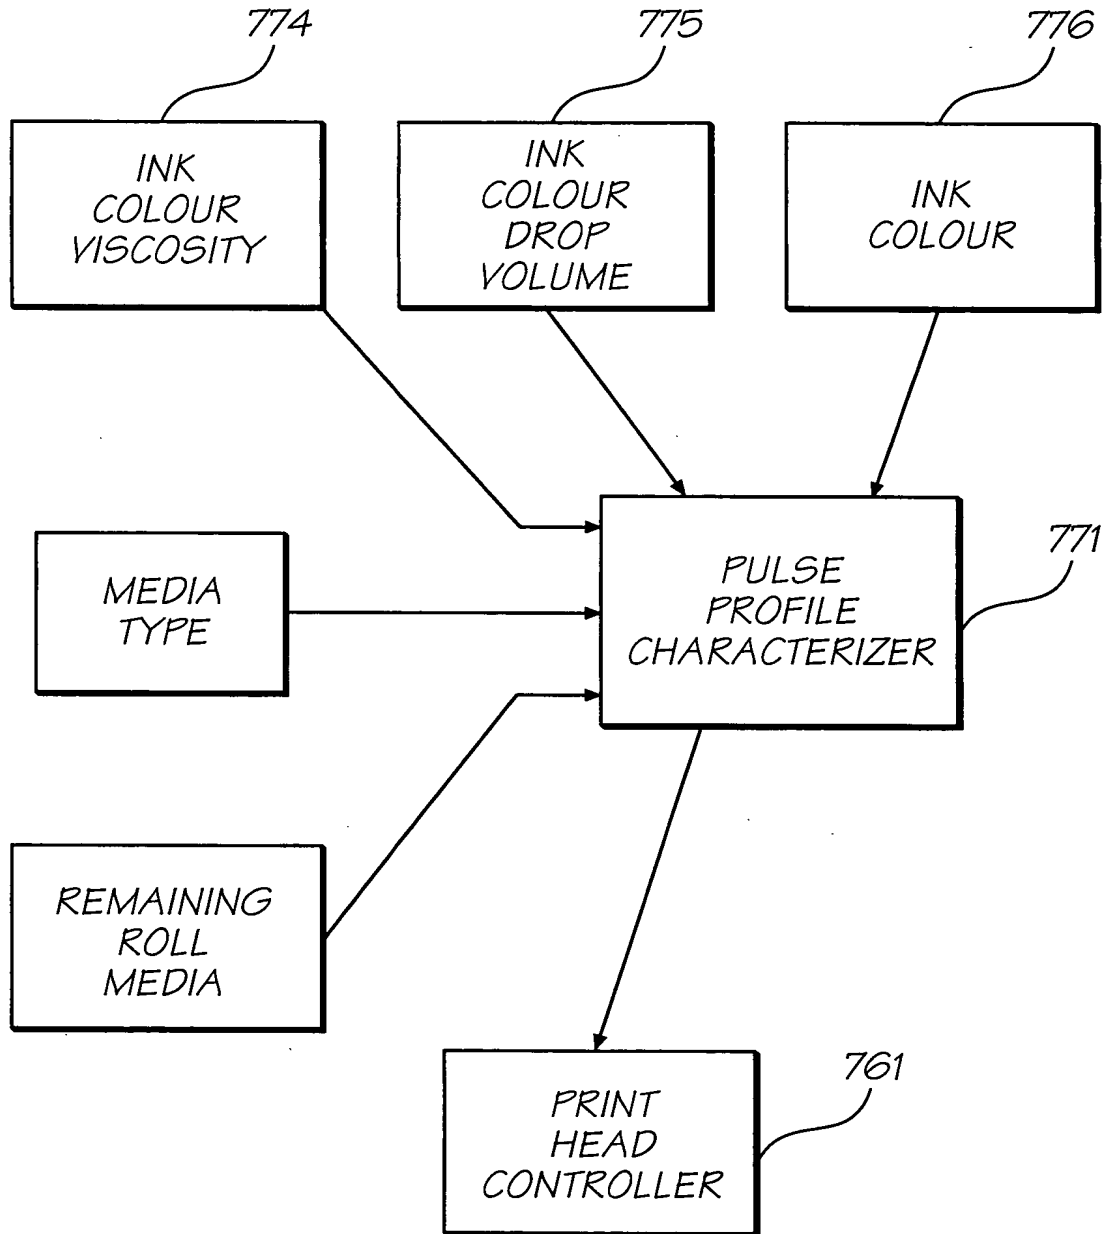 774
775
776
INK
COLOUR
VISCOSITY
INK
COLOUR
DROP
VOLUME
INK
COLOUR
771
MEDIA
TYPE
PULSE
PROFILE
CHARACTERIZER
REMAINING
ROLL
MEDIA
761
PRINT
HEAD
CONTROLLER